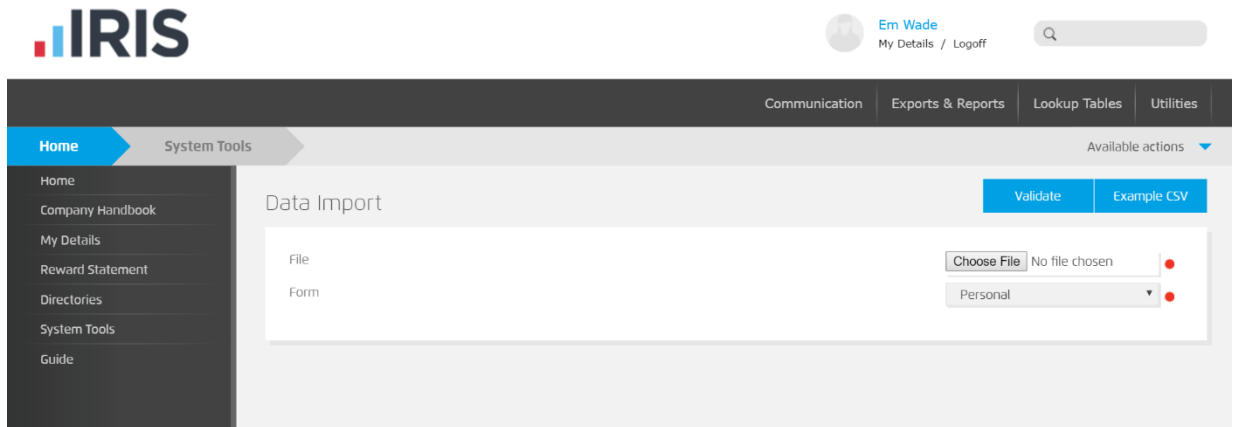 IRIS
Em Wade
My Details / Logoff
Communication Exports & Reports Lookup Tables Utilities
Home System Tools Available actions
Home
Company Handbook
My Details
Reward Statement
Directories
System Tools
Guide
Data Import
Validate Example CSV
File Choose File No file chosen
Form Personal